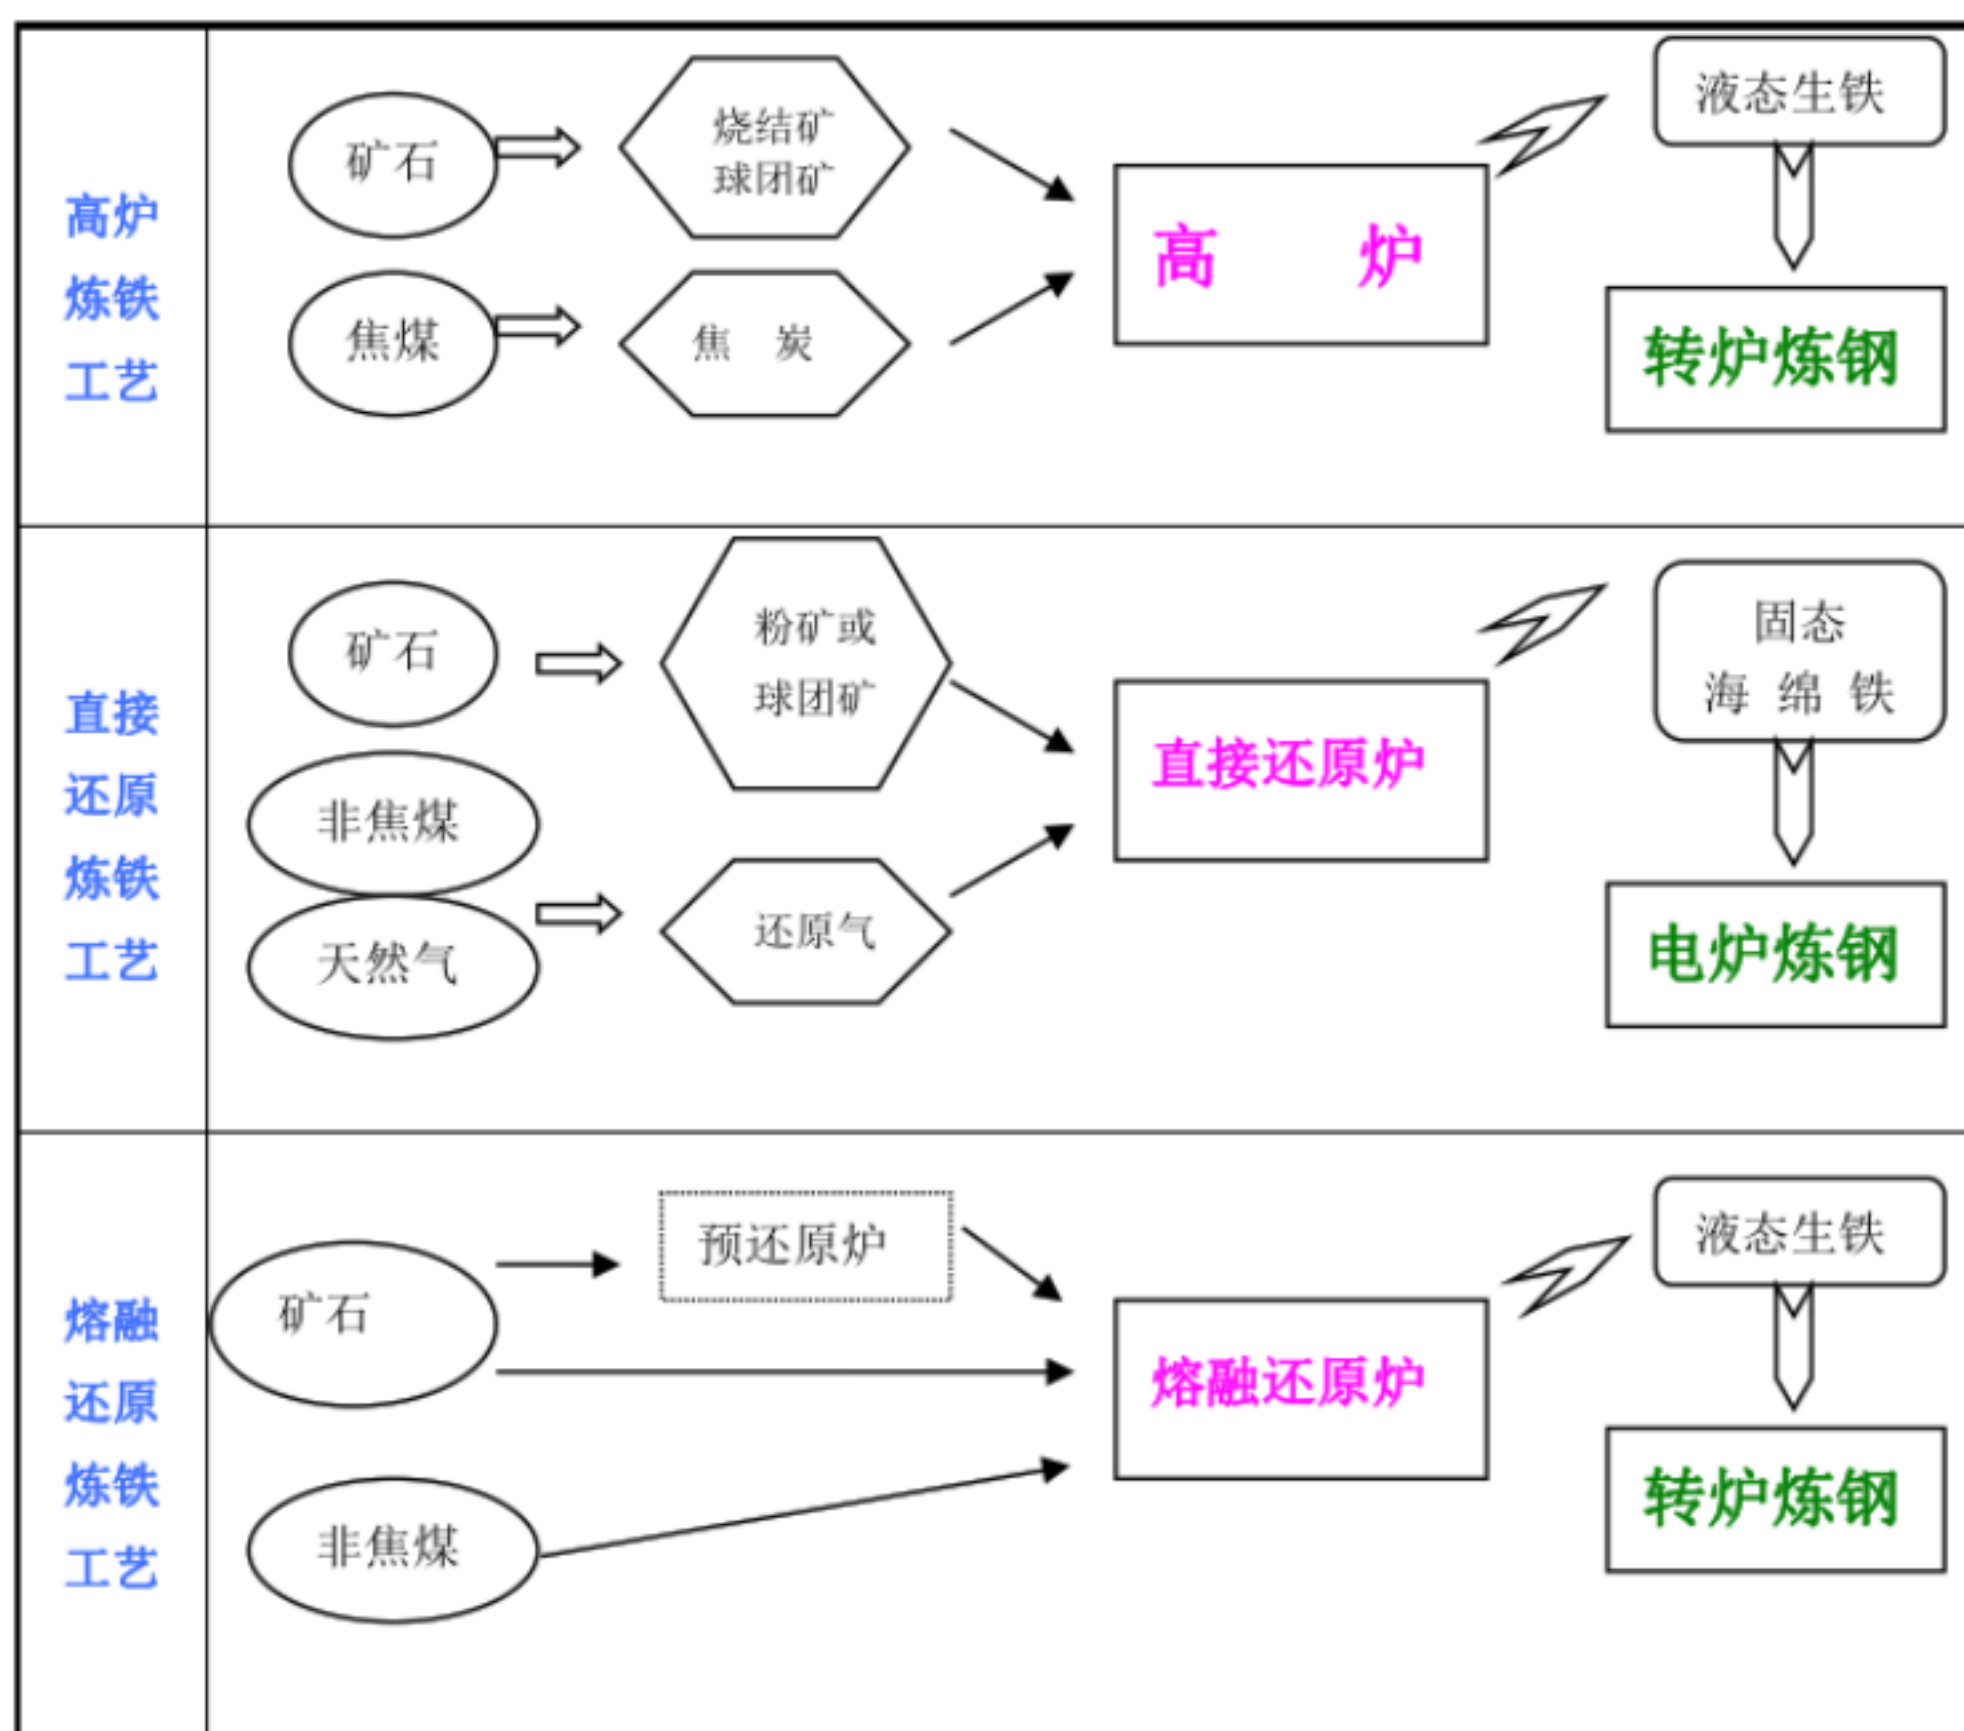 高炉
炼铁
工艺
矿石
烧结矿
球团矿
焦煤
焦 炭
高 炉
液态生铁
转炉炼钢
直接
还原
炼铁
工艺
矿石
粉矿或
球团矿
非焦煤
天然气
还原气
直接还原炉
固态
海 绵 铁
电炉炼钢
熔融
还原
炼铁
工艺
矿石
预还原炉
非焦煤
熔融还原炉
液态生铁
转炉炼钢